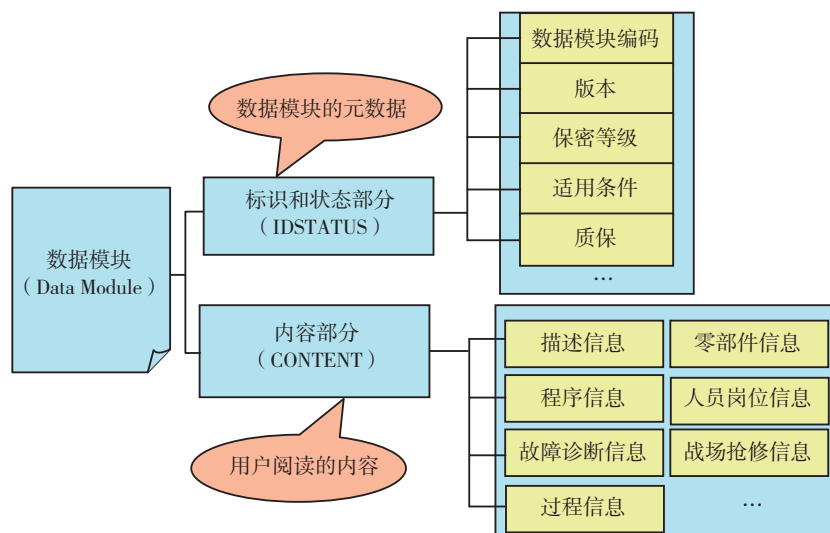 数据模块编码
版本
保密等级
适用条件
质保
…
数据模块的元数据
标识和状态部分
（IDSTATUS）
数据模块
（Data Module）
内容部分
（CONTENT）
用户阅读的内容
描述信息
零部件信息
程序信息
人员岗位信息
故障诊断信息
战场抢修信息
过程信息
…